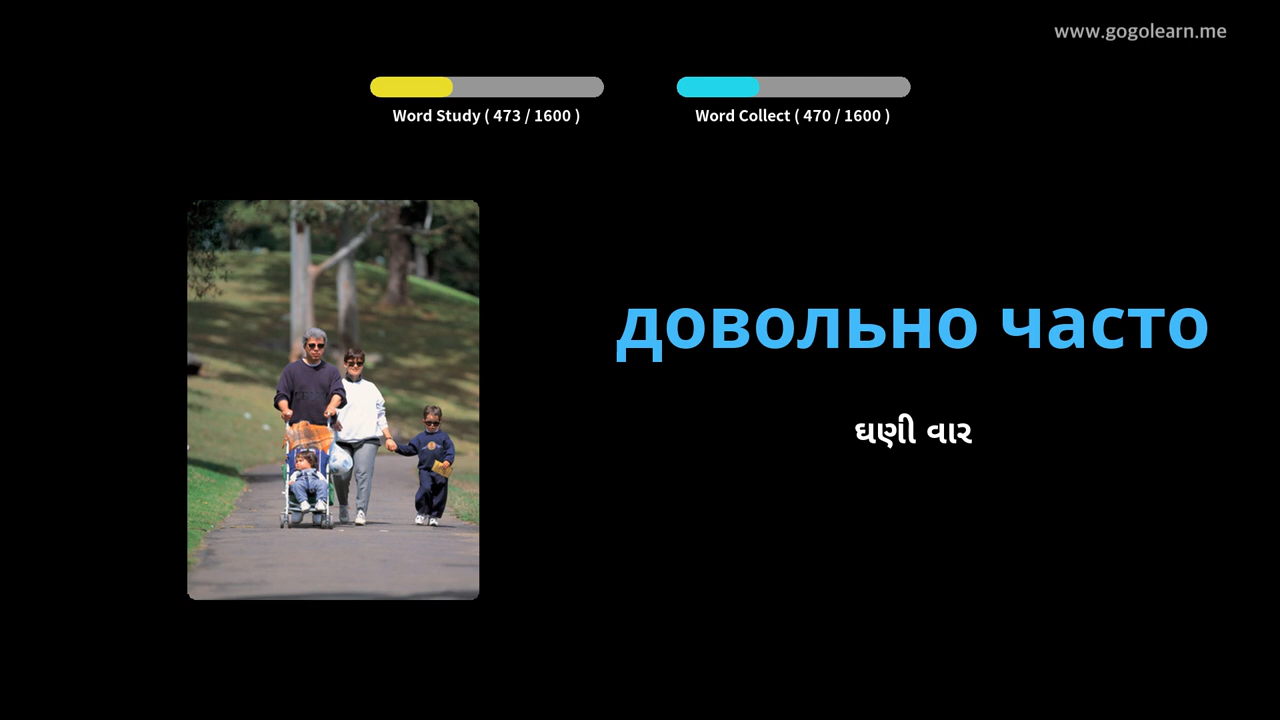 www.gogolearn.me
Word Study ( 473 / 1600 )
Word Collect ( 470 / 1600 )
довольно часто
ઘણી વાર